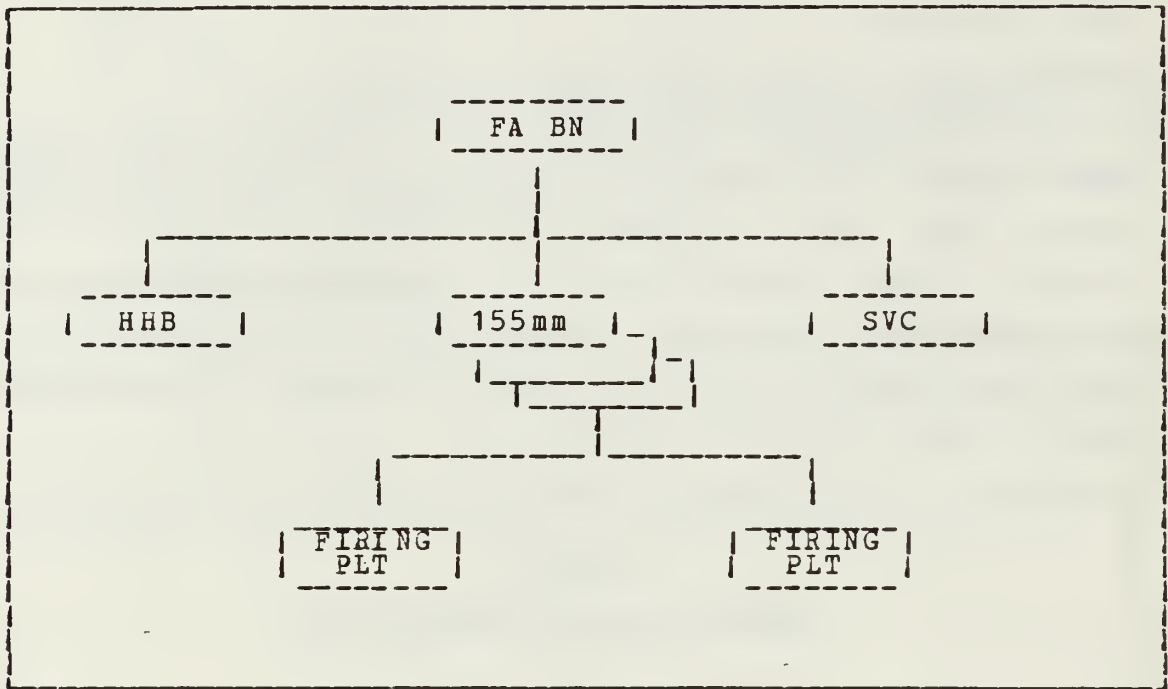 FA BN
HHB
155mm
SVC
FIRING
PLT
FIRING
PLT